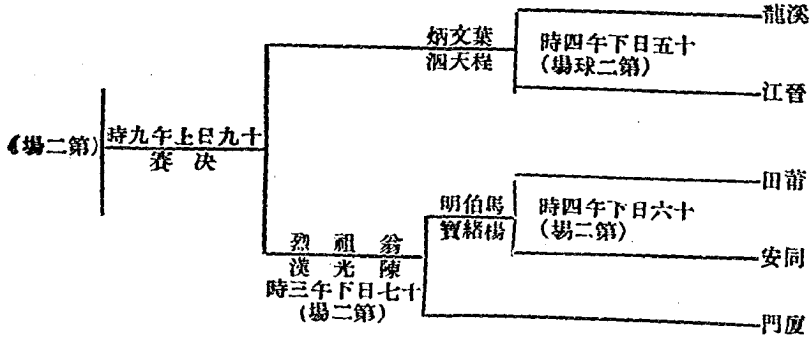 龍溪
晉江
莆田
同安
廈門
十五日下午四時
(第二球場)
十六日下午四時
(第二場)
葉文炳
程天泗
馬伯明
楊緒寶
翁祖烈
陳光漢
十七日下午三時
(第二場)
十九日上午九時
决賽
(第二場)